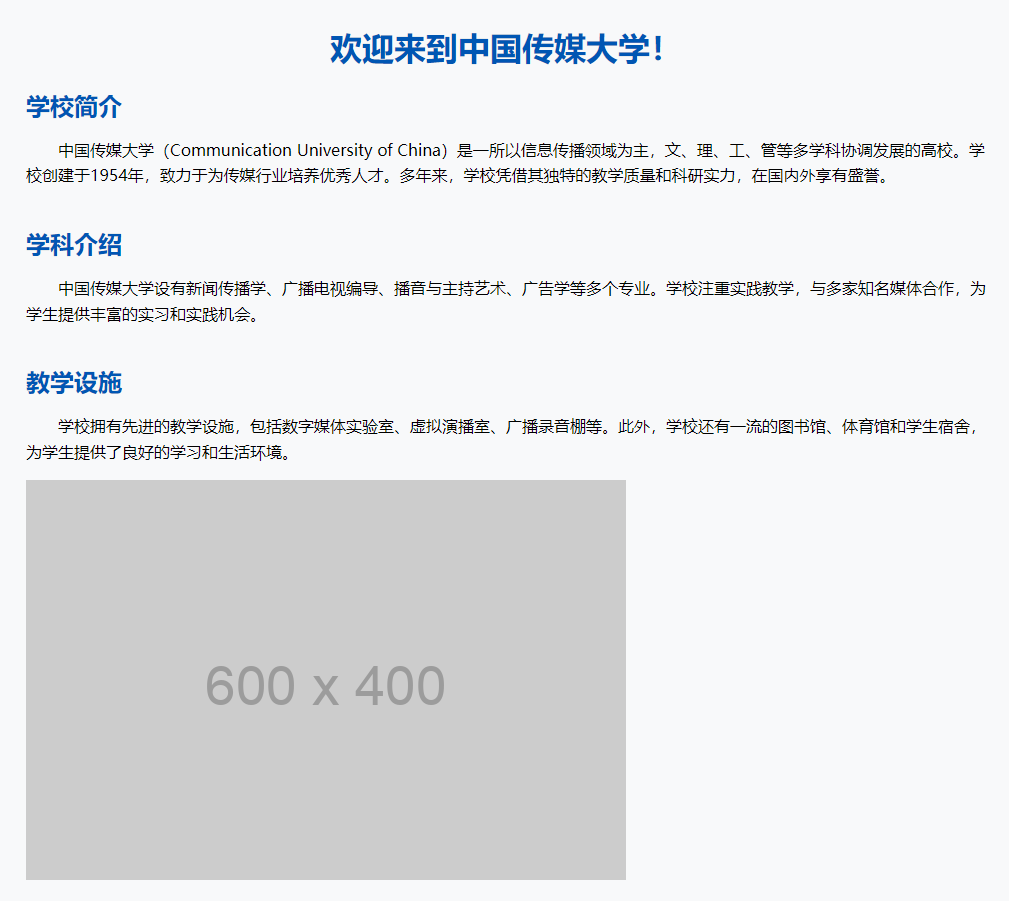 欢迎来到中国传媒大学！
学校简介
中国传媒大学（Communication University of China）是一所以信息传播领域为主，文、理、工、管等多学科协调发展的高校。学
校创建于1954年，致力于为传媒行业培养优秀人才。多年来，学校凭借其独特的教学质量和科研实力，在国内外享有盛誉。
学科介绍
中国传媒大学设有新闻传播学、广播电视编导、播音与主持艺术、广告学等多个专业。学校注重实践教学，与多家知名媒体合作，为
学生提供丰富的实习和实践机会。
教学设施
学校拥有先进的教学设施，包括数字媒体实验室、虚拟演播室、广播录音棚等。此外，学校还有一流的图书馆、体育馆和学生宿舍，
为学生提供了良好的学习和生活环境。
600 x 400